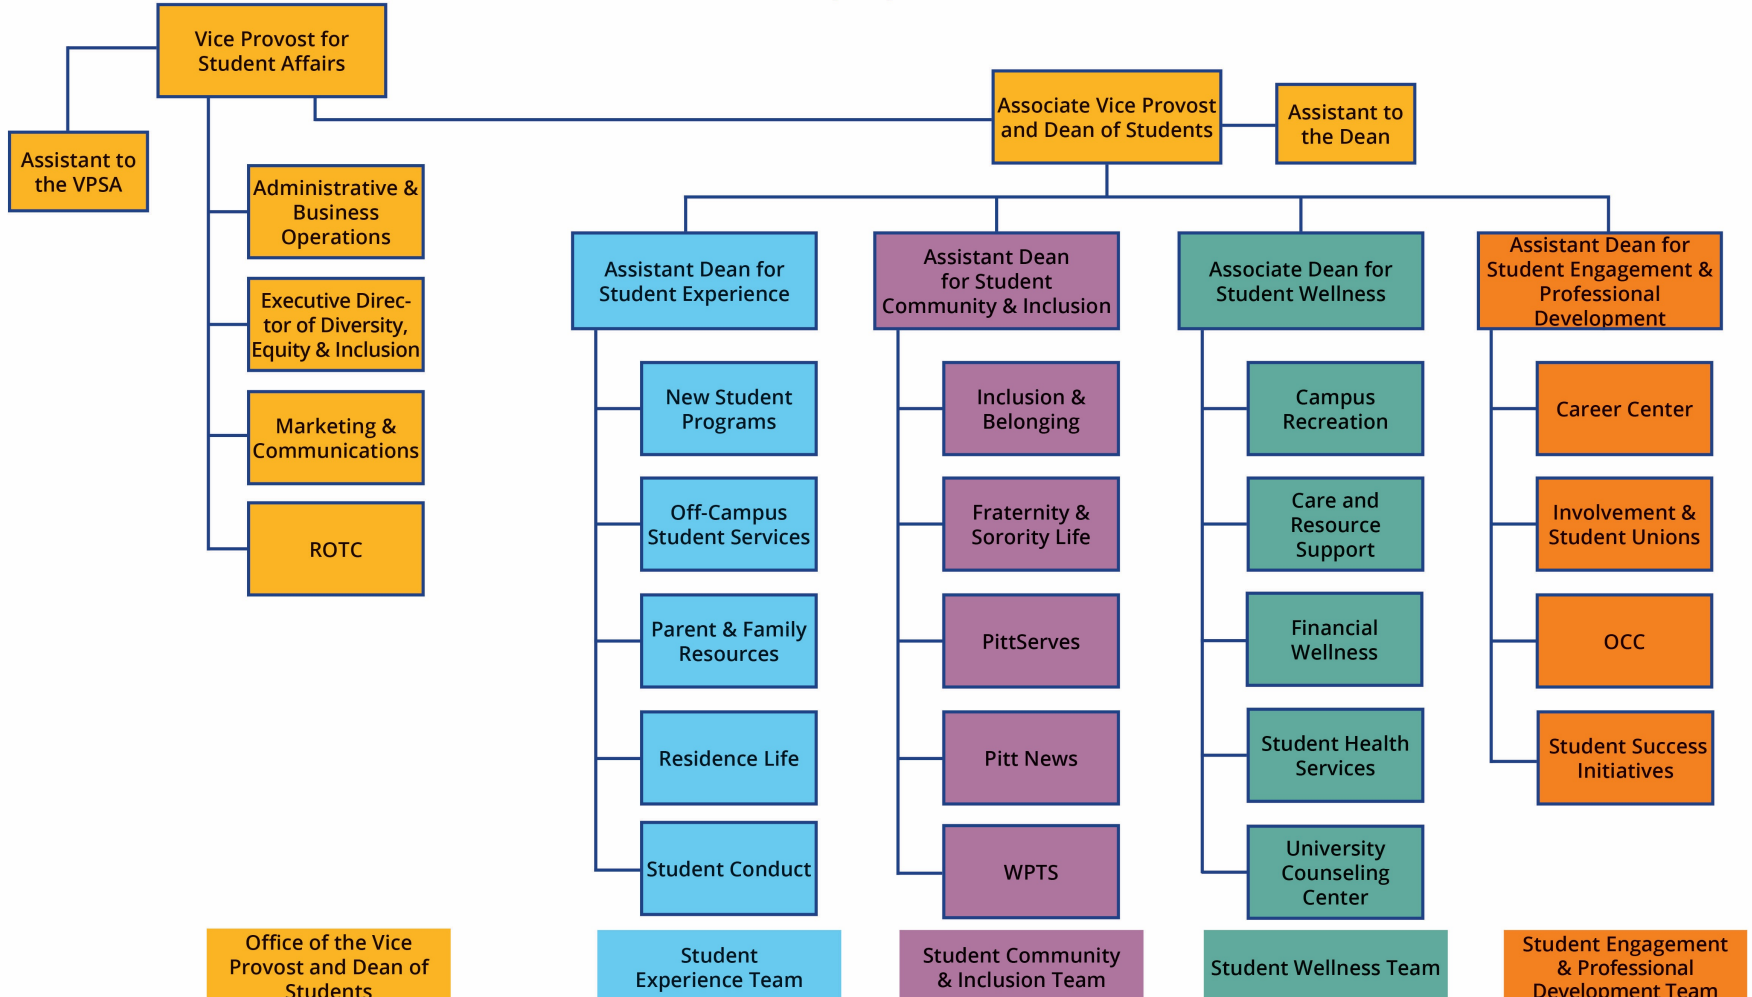 Vice Provost for
Student Affairs
Assistant to
the VPSA
Administrative &
Business
Operations
Executive Direc-
tor of Diversity,
Equity & Inclusion
Marketing &
Communications
ROTC
Associate Vice Provost
and Dean of Students
Assistant to
the Dean
Assistant Dean for
Student Experience
New Student
Programs
Off-Campus
Student Services
Parent & Family
Resources
Residence Life
Student Conduct
Assistant Dean
for Student
Community & Inclusion
Inclusion &
Belonging
Fraternity &
Sorority Life
PittServes
Pitt News
WPTS
Associate Dean for
Student Wellness
Campus
Recreation
Care and
Resource
Support
Financial
Wellness
Student Health
Services
University
Counseling
Center
Assistant Dean for
Student Engagement &
Professional
Development
Career Center
Involvement &
Student Unions
OCC
Student Success
Initiatives
Office of the Vice
Provost and Dean of
Students
Student
Experience Team
Student Community
& Inclusion Team
Student Wellness Team
Student Engagement
& Professional
Development Team